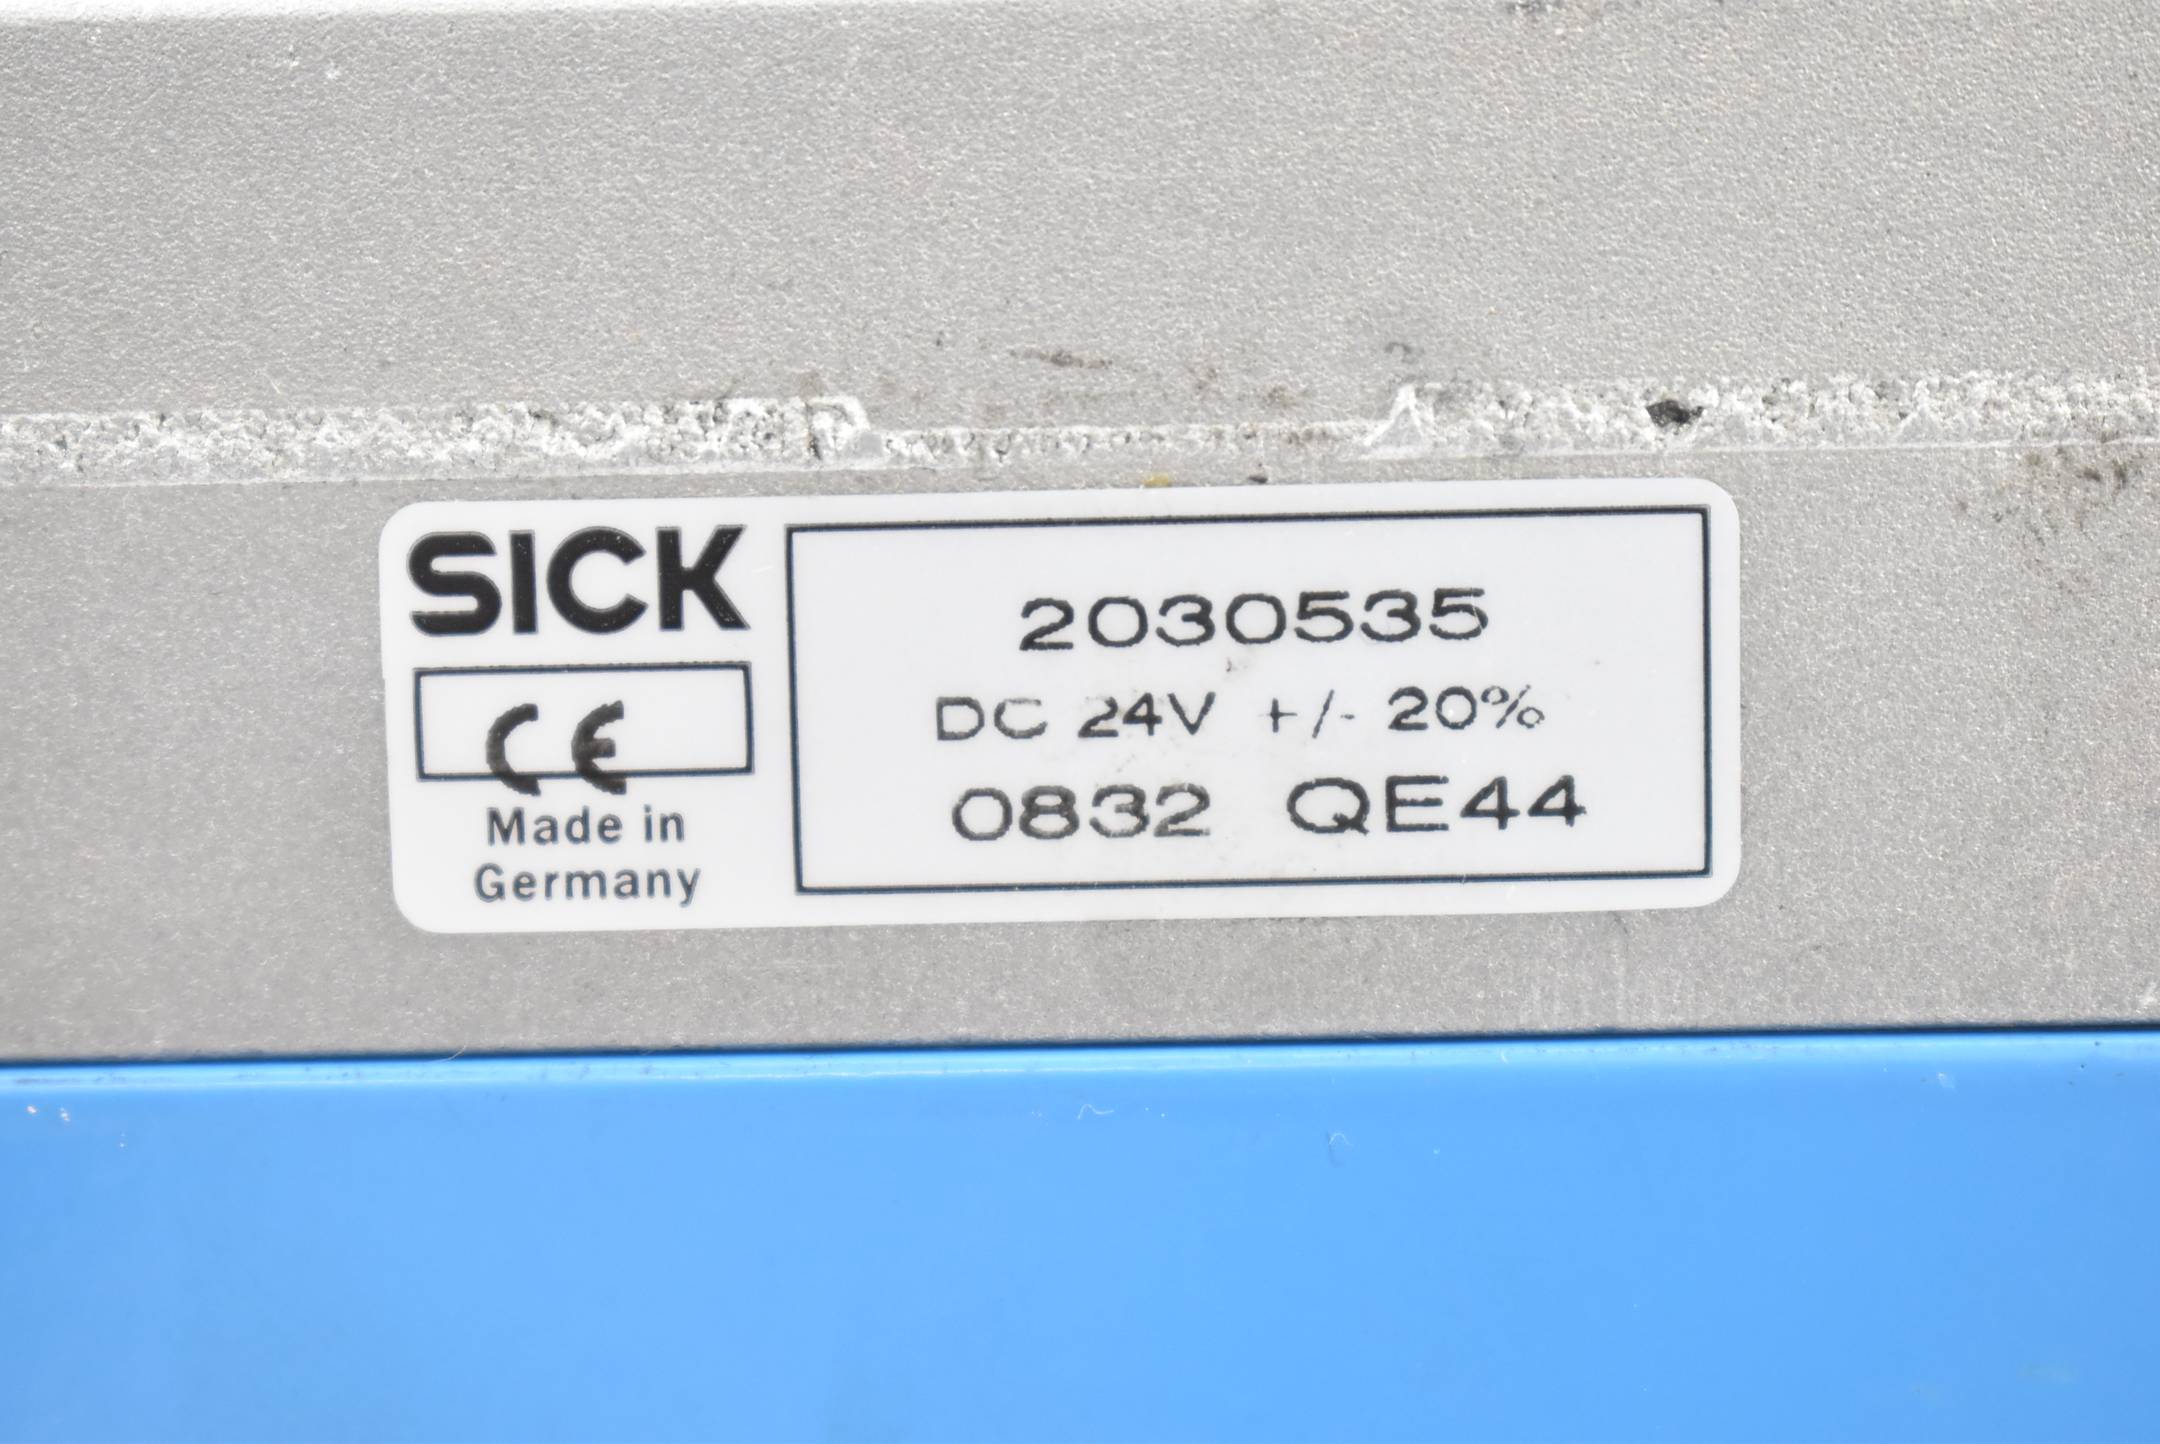 SICK
CE
Made in
Germany
2030535
DC 24V +/- 20%
0832 QE44